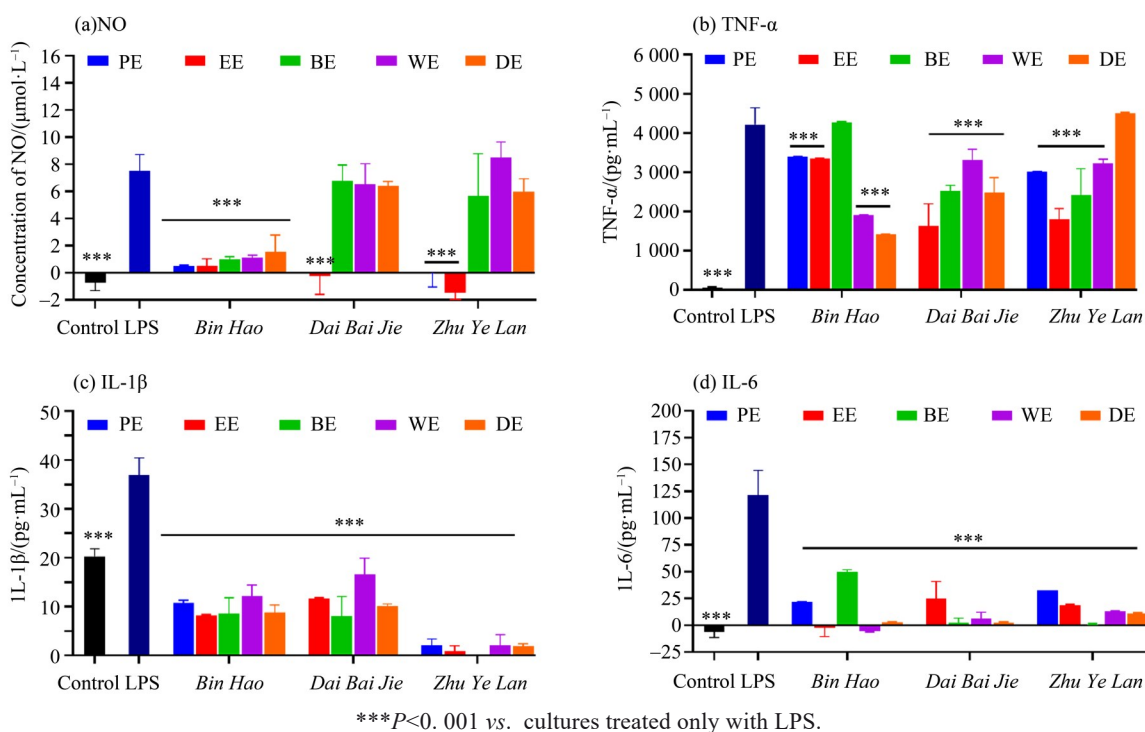 (a)NO
Concentration of NO/(μmol·L⁻¹)
16
14
12
10
8
6
4
2
0
−2
PE EE BE WE DE
***
***
***
***
Control LPS Bin Hao Dai Bai Jie Zhu Ye Lan
(b) TNF-α
TNF-α/(pg·mL⁻¹)
6 000
5 000
4 000
3 000
2 000
1 000
0
PE EE BE WE DE
***
***
***
***
***
Control LPS Bin Hao Dai Bai Jie Zhu Ye Lan
(c) IL-1β
1L-1β/(pg·mL⁻¹)
50
40
30
20
10
0
PE EE BE WE DE
***
***
Control LPS Bin Hao Dai Bai Jie Zhu Ye Lan
(d) IL-6
1L-6/(pg·mL⁻¹)
200
175
150
125
100
75
50
25
0
−25
PE EE BE WE DE
***
***
Control LPS Bin Hao Dai Bai Jie Zhu Ye Lan
***P<0. 001 vs. cultures treated only with LPS.